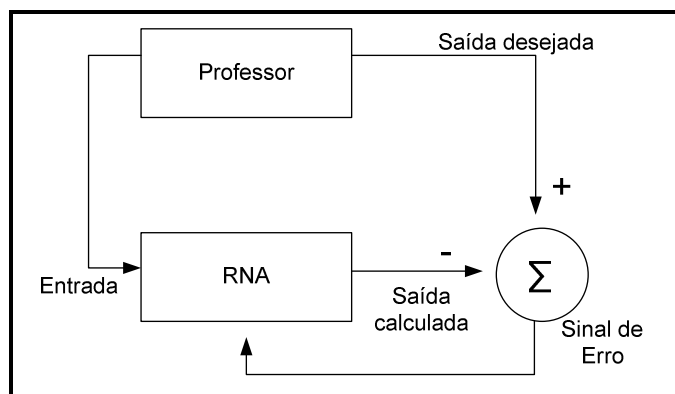 Saída desejada
Professor
+
-
Entrada
RNA
Σ
Saída
calculada
Sinal de
Erro